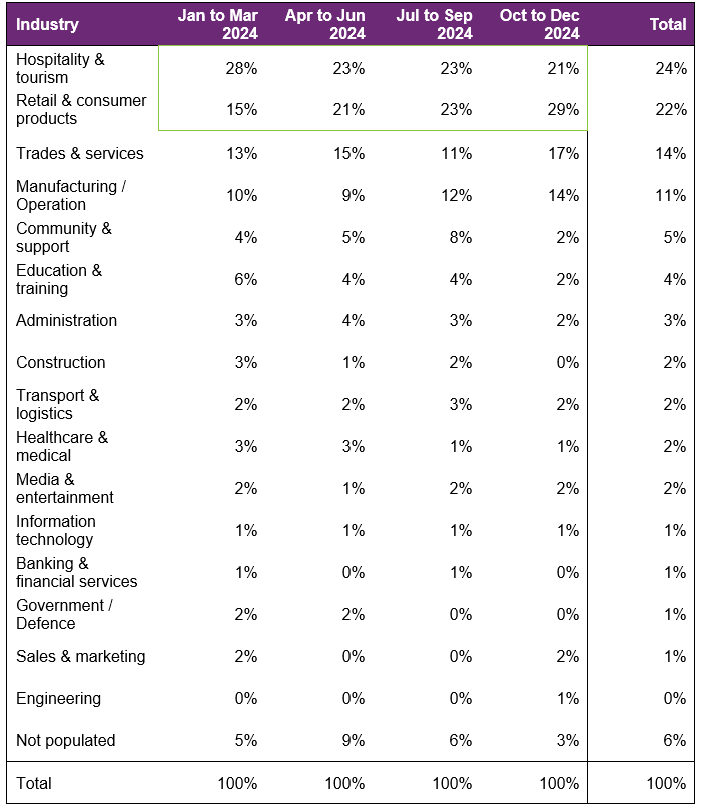 Industry Jan to Mar 2024 Apr to Jun 2024 Jul to Sep 2024 Oct to Dec 2024 Total
Hospitality & tourism 28% 23% 23% 21% 24%
Retail & consumer products 15% 21% 23% 29% 22%
Trades & services 13% 15% 11% 17% 14%
Manufacturing / Operation 10% 9% 12% 14% 11%
Community & support 4% 5% 8% 2% 5%
Education & training 6% 4% 4% 2% 4%
Administration 3% 4% 3% 2% 3%
Construction 3% 1% 2% 0% 2%
Transport & logistics 2% 2% 3% 2% 2%
Healthcare & medical 3% 3% 1% 1% 2%
Media & entertainment 2% 1% 2% 2% 2%
Information technology 1% 1% 1% 1% 1%
Banking & financial services 1% 0% 1% 0% 1%
Government / Defence 2% 2% 0% 0% 1%
Sales & marketing 2% 0% 0% 2% 1%
Engineering 0% 0% 0% 1% 0%
Not populated 5% 9% 6% 3% 6%
Total 100% 100% 100% 100% 100%